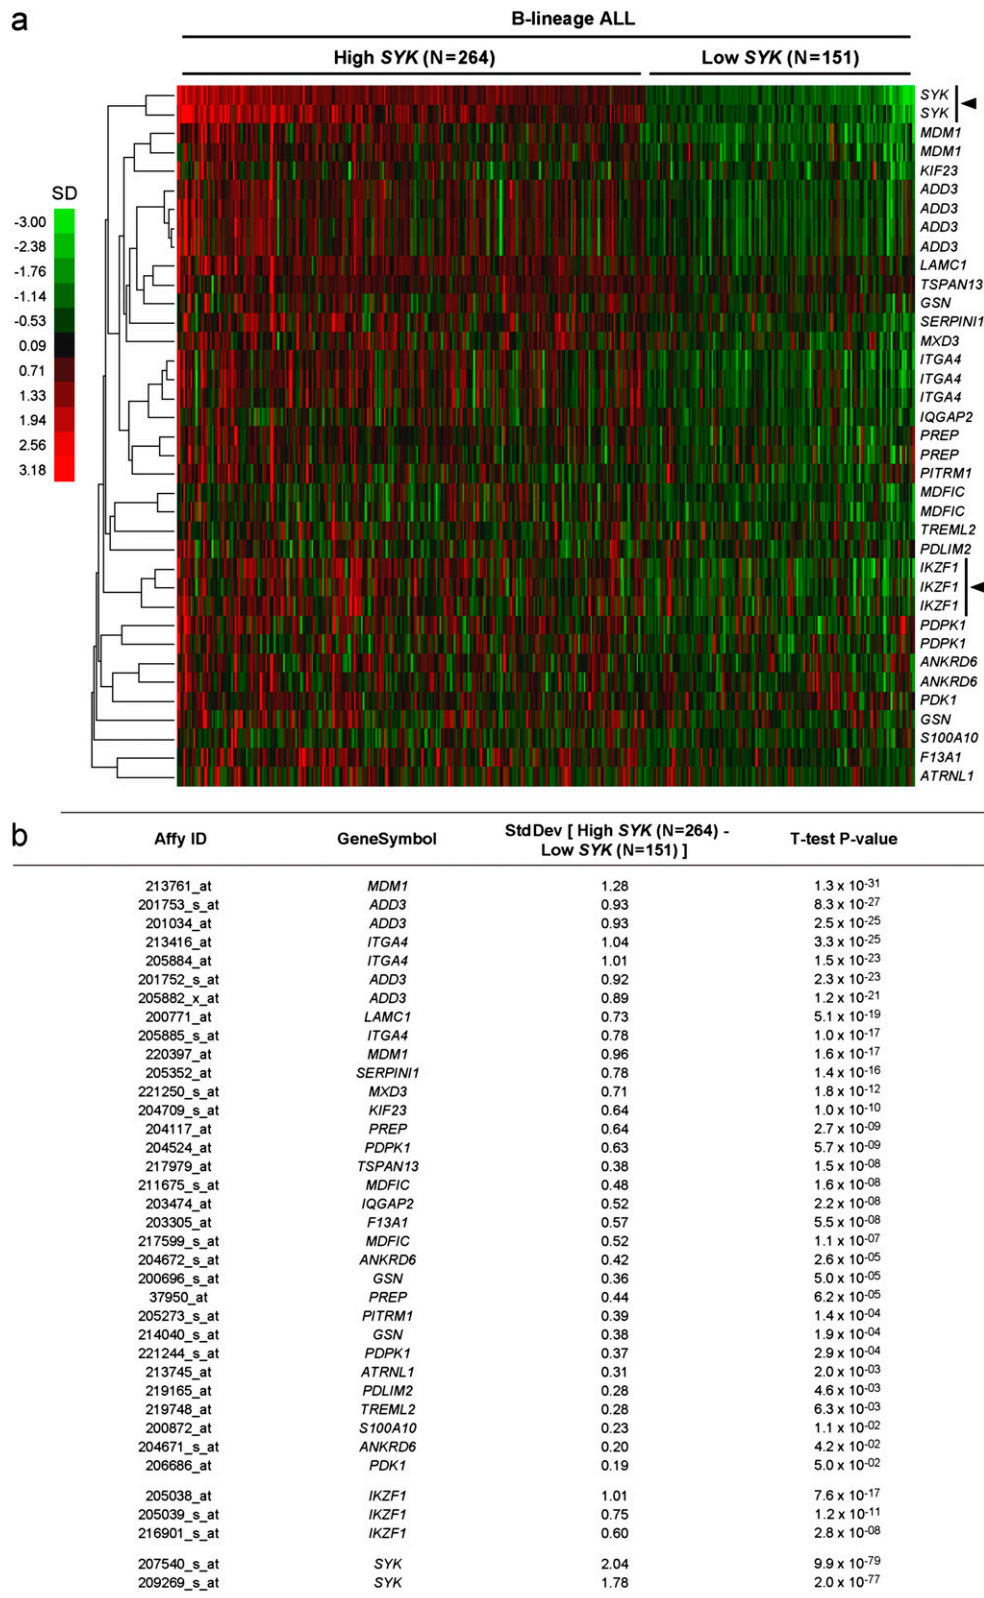 a
B-lineage ALL
High SYK (N=264)
Low SYK (N=151)
SD
-3.00
-2.38
-1.76
-1.14
-0.53
0.09
0.71
1.33
1.94
2.56
3.18
SYK
SYK
MDM1
MDM1
KIF23
ADD3
ADD3
ADD3
ADD3
LAMC1
TSPAN13
GSN
SERPINI1
MXD3
ITGA4
ITGA4
ITGA4
IQGAP2
PREP
PREP
PITRM1
MDFIC
MDFIC
TREML2
PDLIM2
IKZF1
IKZF1
IKZF1
PDPK1
PDPK1
ANKRD6
ANKRD6
PDK1
GSN
S100A10
F13A1
ATRNL1
b
Affy ID GeneSymbol StdDev [ High SYK (N=264) - Low SYK (N=151) ] T-test P-value
213761_at MDM1 1.28 1.3 x 10-31
201753_s_at ADD3 0.93 8.3 x 10-27
201034_at ADD3 0.93 2.5 x 10-25
213416_at ITGA4 1.04 3.3 x 10-25
205884_at ITGA4 1.01 1.5 x 10-23
201752_s_at ADD3 0.92 2.3 x 10-23
205882_x_at ADD3 0.89 1.2 x 10-21
200771_at LAMC1 0.73 5.1 x 10-19
205885_s_at ITGA4 0.78 1.0 x 10-17
220397_at MDM1 0.96 1.6 x 10-17
205352_at SERPINI1 0.78 1.4 x 10-16
221250_s_at MXD3 0.71 1.8 x 10-12
204709_s_at KIF23 0.64 1.0 x 10-10
204117_at PREP 0.64 2.7 x 10-09
204524_at PDPK1 0.63 5.7 x 10-09
217979_at TSPAN13 0.38 1.5 x 10-08
211675_s_at MDFIC 0.48 1.6 x 10-08
203474_at IQGAP2 0.52 2.2 x 10-08
203305_at F13A1 0.57 5.5 x 10-08
217599_s_at MDFIC 0.52 1.1 x 10-07
204672_s_at ANKRD6 0.42 2.6 x 10-05
200696_s_at GSN 0.36 5.0 x 10-05
37950_at PREP 0.44 6.2 x 10-05
205273_s_at PITRM1 0.39 1.4 x 10-04
214040_s_at GSN 0.38 1.9 x 10-04
221244_s_at PDPK1 0.37 2.9 x 10-04
213745_at ATRNL1 0.31 2.0 x 10-03
219165_at PDLIM2 0.28 4.6 x 10-03
219748_at TREML2 0.28 6.3 x 10-03
200872_at S100A10 0.23 1.1 x 10-02
204671_s_at ANKRD6 0.20 4.2 x 10-02
206686_at PDK1 0.19 5.0 x 10-02
205038_at IKZF1 1.01 7.6 x 10-17
205039_s_at IKZF1 0.75 1.2 x 10-11
216901_s_at IKZF1 0.60 2.8 x 10-08
207540_s_at SYK 2.04 9.9 x 10-79
209269_s_at SYK 1.78 2.0 x 10-77